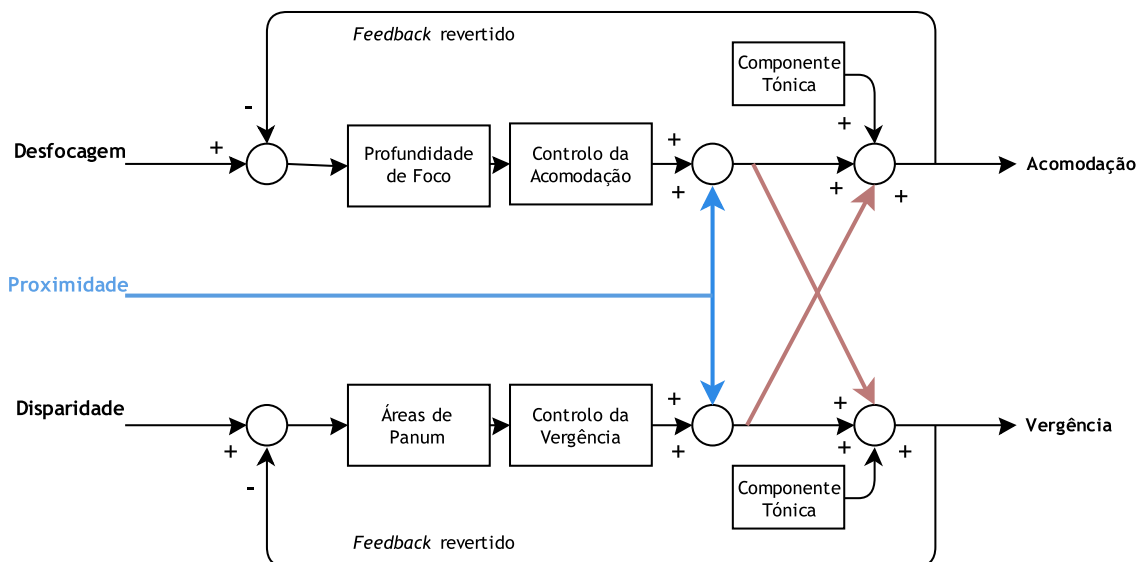 Feedback revertido
Componente
Tónica
-
+
+
+
Desfocagem
+
Profundidade
de Foco
Controlo da
Acomodação
+
+
+
Acomodação
Proximidade
Disparidade
+
-
Áreas de
Panum
Controlo da
Vergência
+
+
+
+
+
Vergência
Componente
Tónica
Feedback revertido